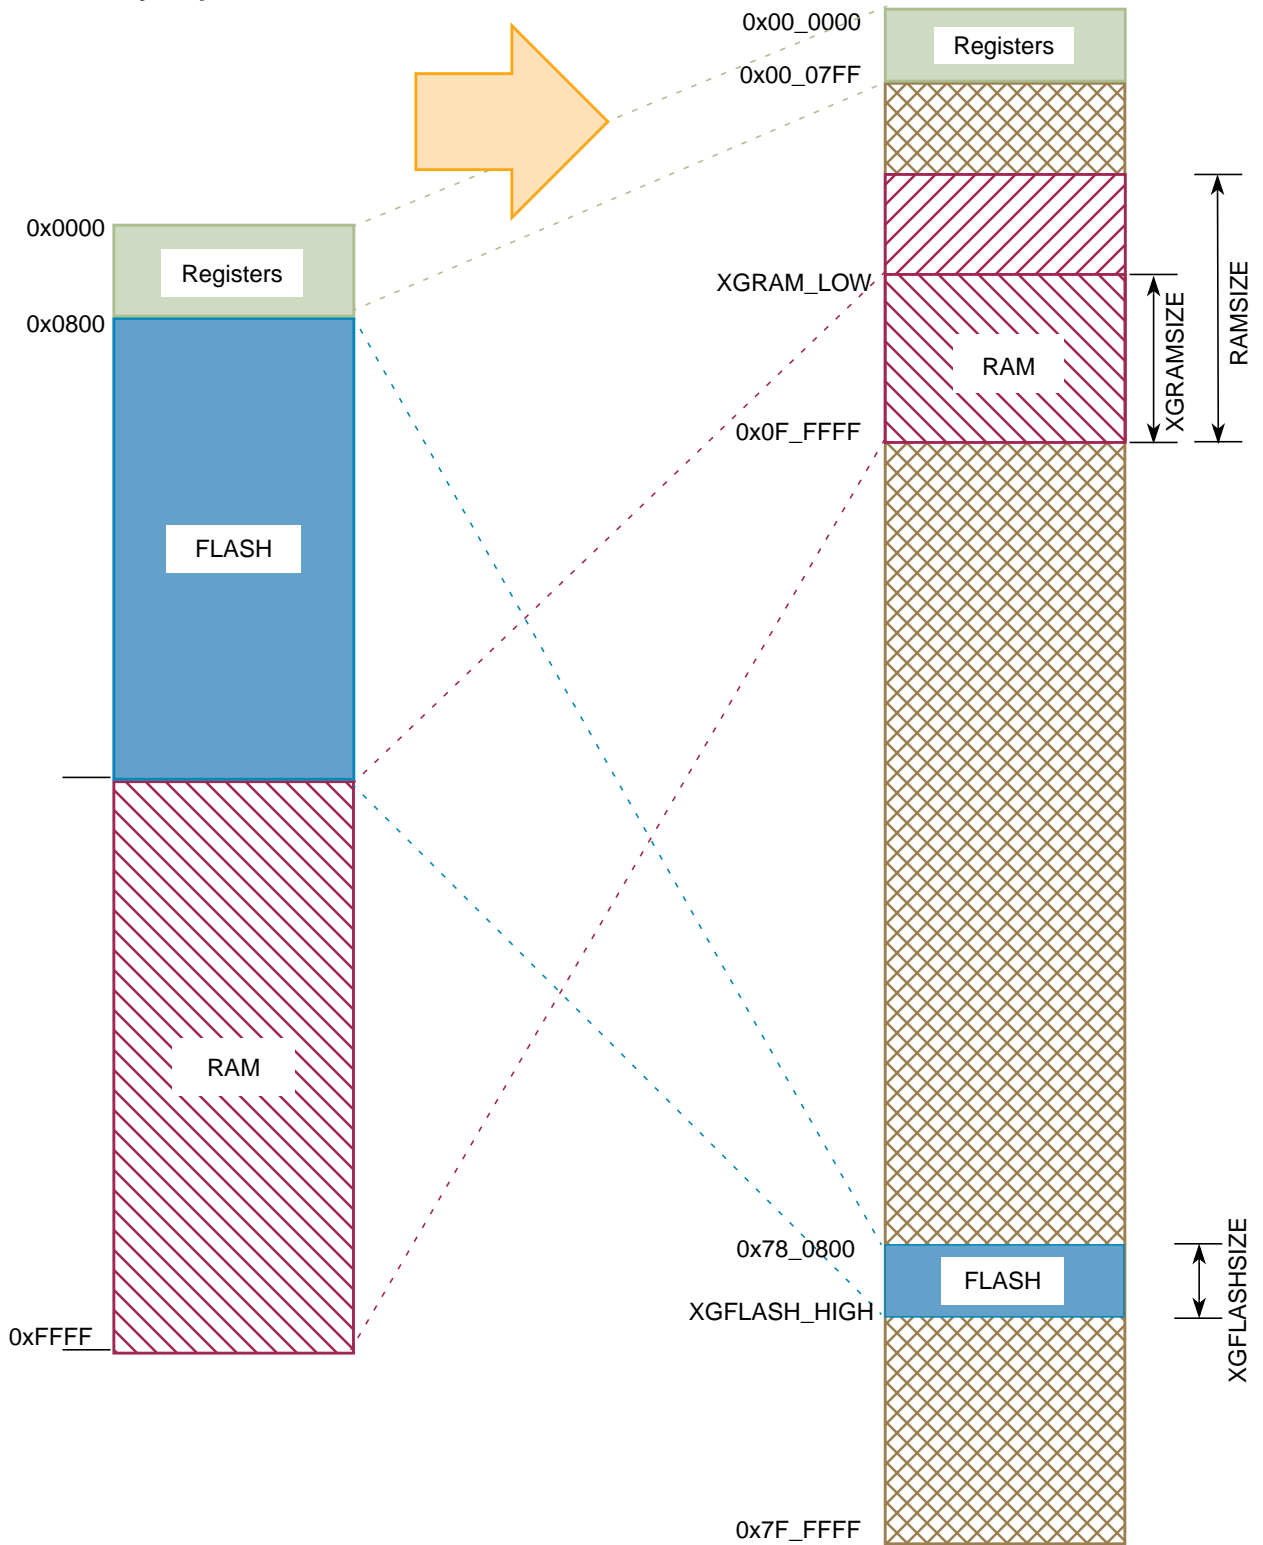 0x00_0000
Registers
0x00_07FF
0x0000
Registers
0x0800
XGRAM_LOW
RAM
XGRAMSIZE
RAMSIZE
0x0F_FFFF
FLASH
RAM
0x78_0800
FLASH
XGFLASH_HIGH
XGFLASHSIZE
0xFFFF
0x7F_FFFF